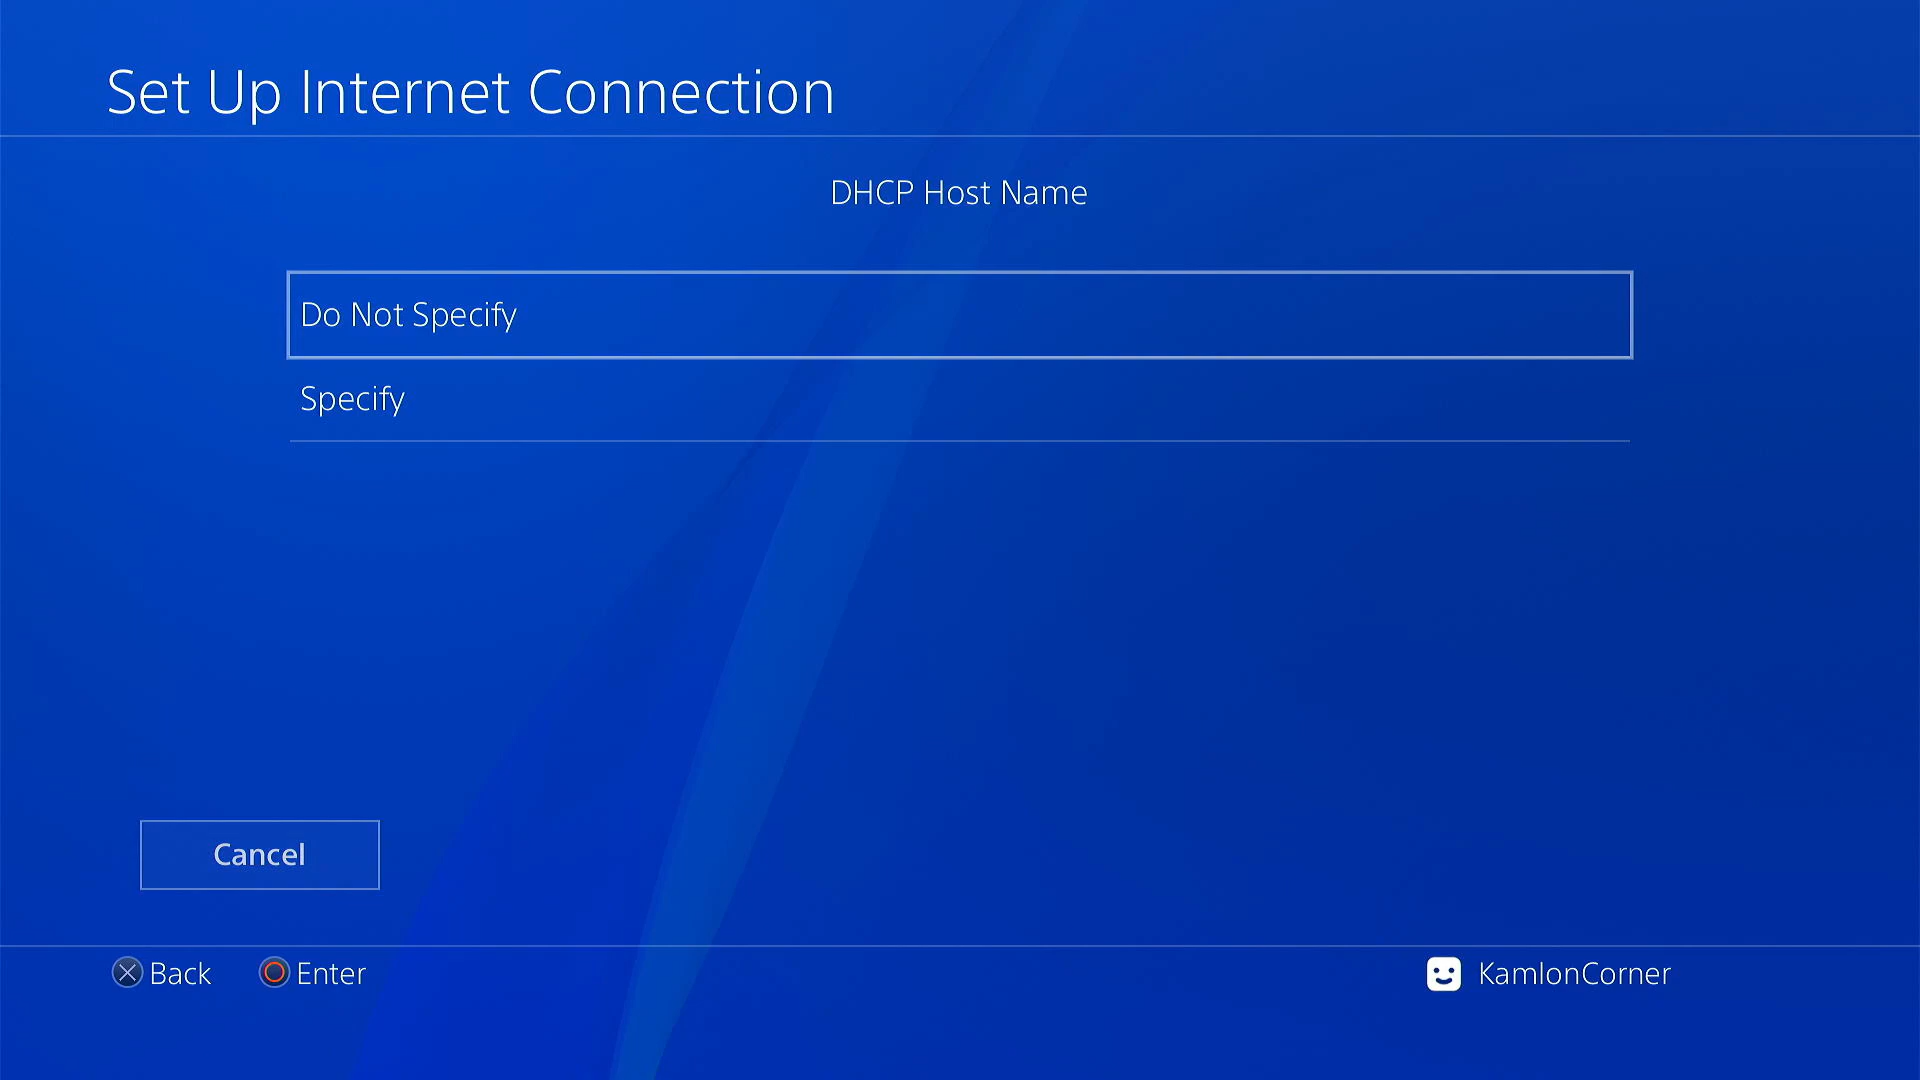 Set Up Internet Connection
DHCP Host Name
Do Not Specify
Specify
Cancel
Back Enter KamlonCorner